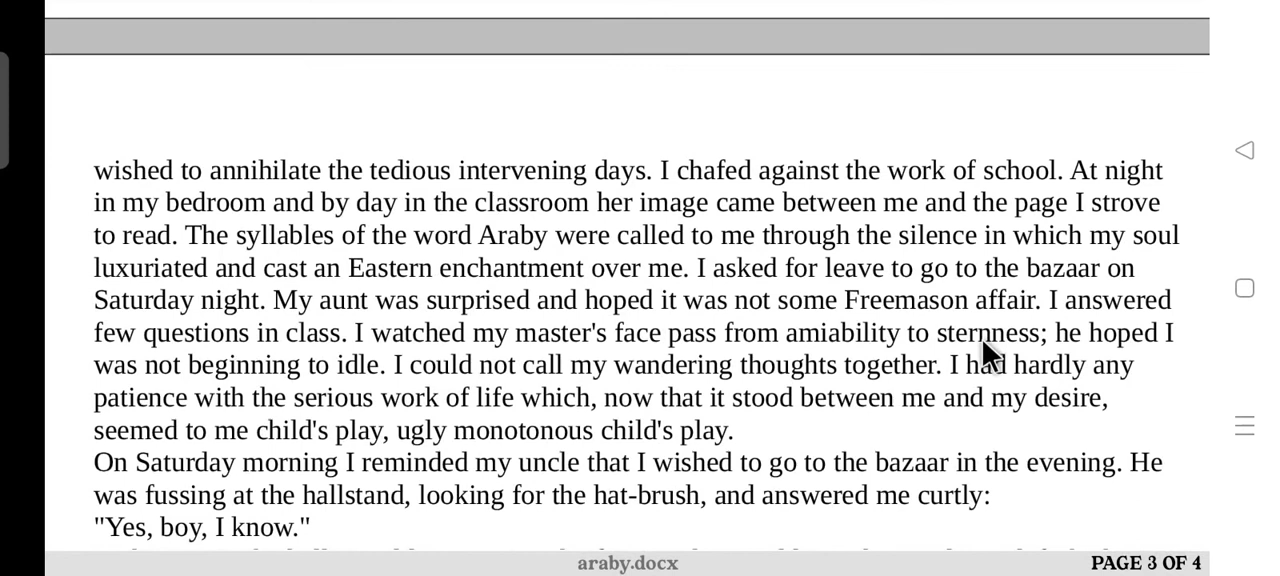 wished to annihilate the tedious intervening days. I chafed against the work of school. At night
in my bedroom and by day in the classroom her image came between me and the page I strove
to read. The syllables of the word Araby were called to me through the silence in which my soul
luxuriated and cast an Eastern enchantment over me. I asked for leave to go to the bazaar on
Saturday night. My aunt was surprised and hoped it was not some Freemason affair. I answered
few questions in class. I watched my master's face pass from amiability to sternness; he hoped I
was not beginning to idle. I could not call my wandering thoughts together. I had hardly any
patience with the serious work of life which, now that it stood between me and my desire,
seemed to me child's play, ugly monotonous child's play.
On Saturday morning I reminded my uncle that I wished to go to the bazaar in the evening. He
was fussing at the hallstand, looking for the hat-brush, and answered me curtly:
"Yes, boy, I know."
araby.docx
PAGE 3 OF 4